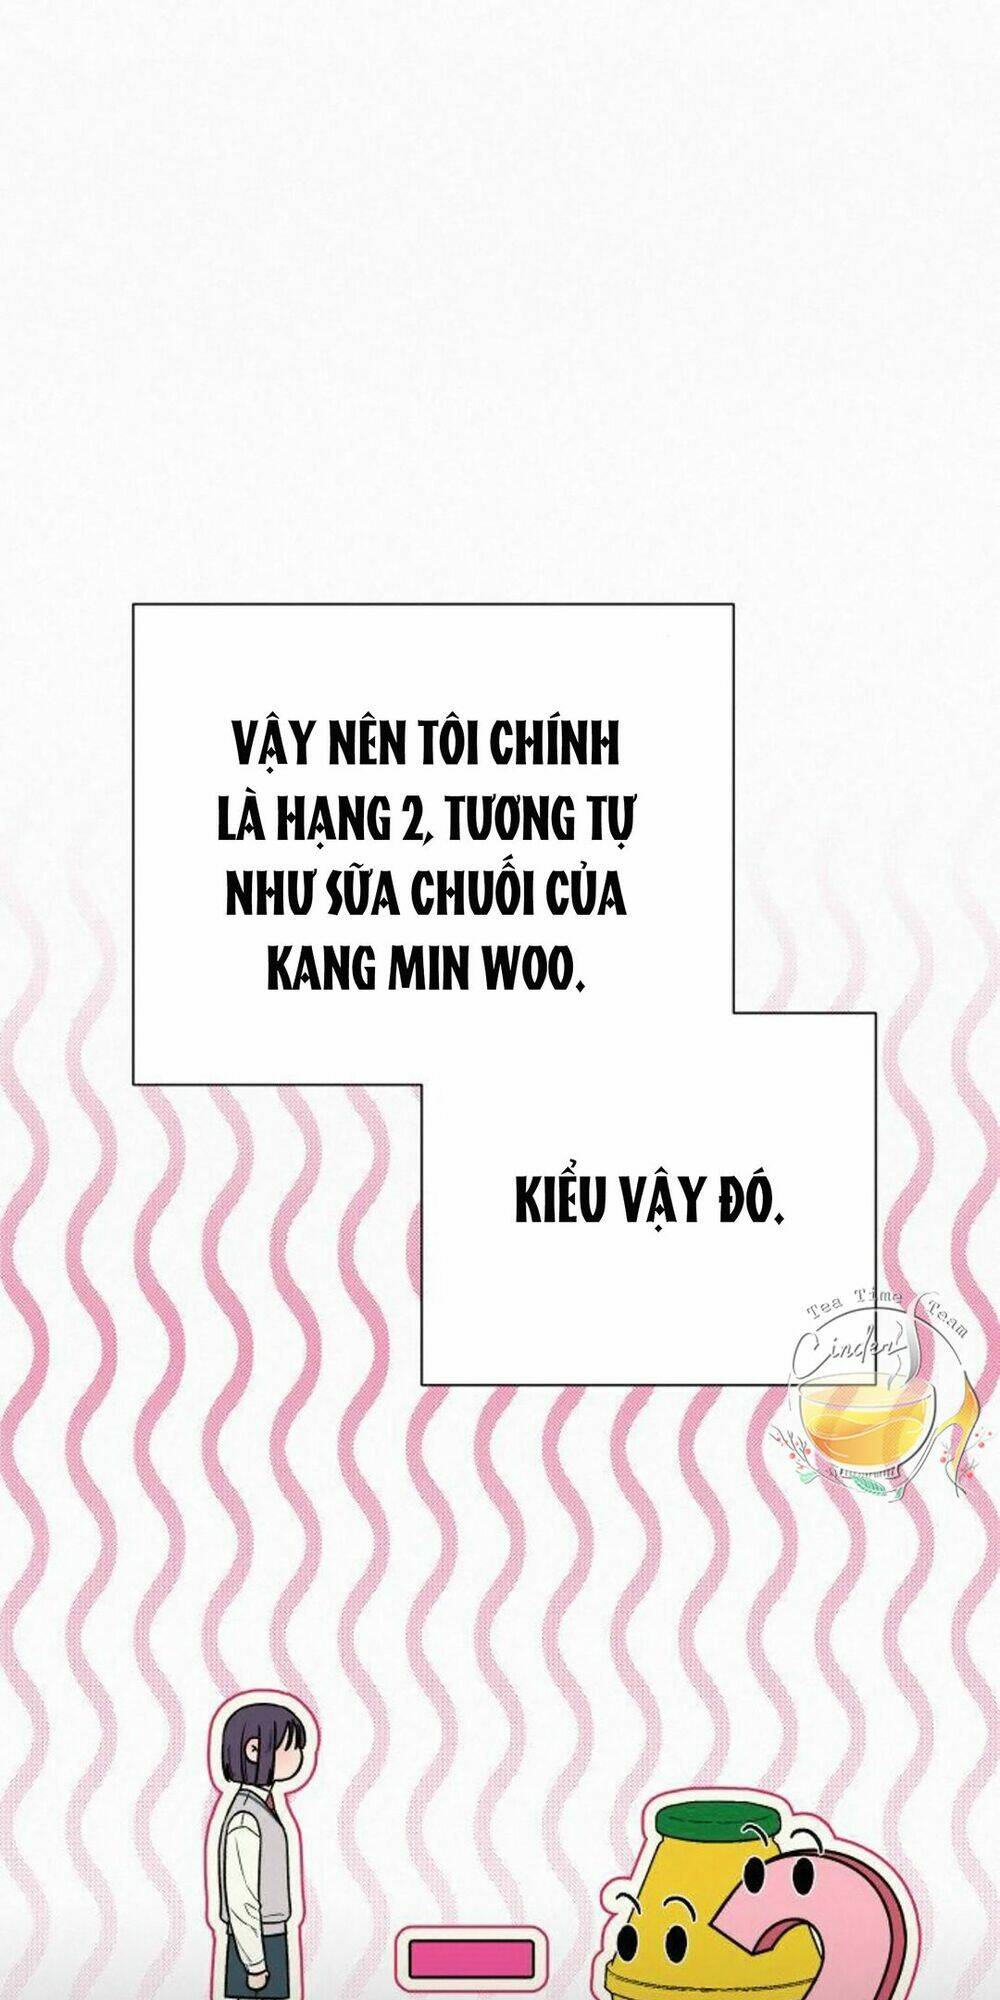 VẬY NÊN TÔI CHÍNH
LÀ HẠNG 2, TƯƠNG TỰ
NHƯ SỮA CHUỐI CỦA
KANG MIN WOO.
KIỂU VẬY ĐÓ.
Tea Time Team
Cinder